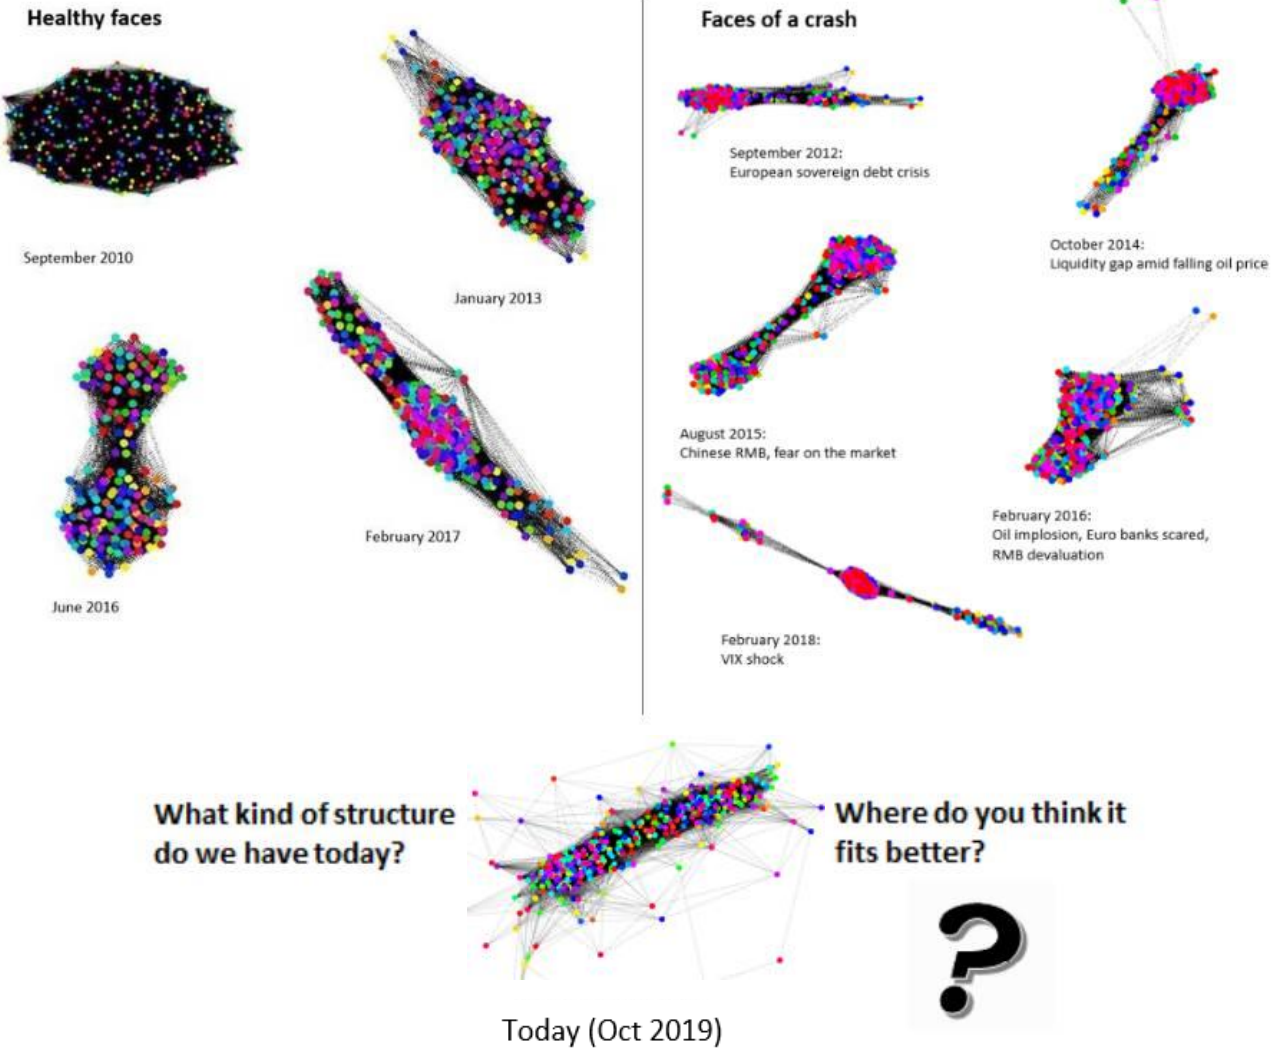 Healthy faces
Faces of a crash
September 2012:
European sovereign debt crisis
September 2010
January 2013
October 2014:
Liquidity gap amid falling oil price
August 2015:
Chinese RMB, fear on the market
February 2017
June 2016
February 2016:
Oil implosion, Euro banks scared,
RMB devaluation
February 2018:
VIX shock
What kind of structure
do we have today?
Where do you think it
fits better?
?
Today (Oct 2019)